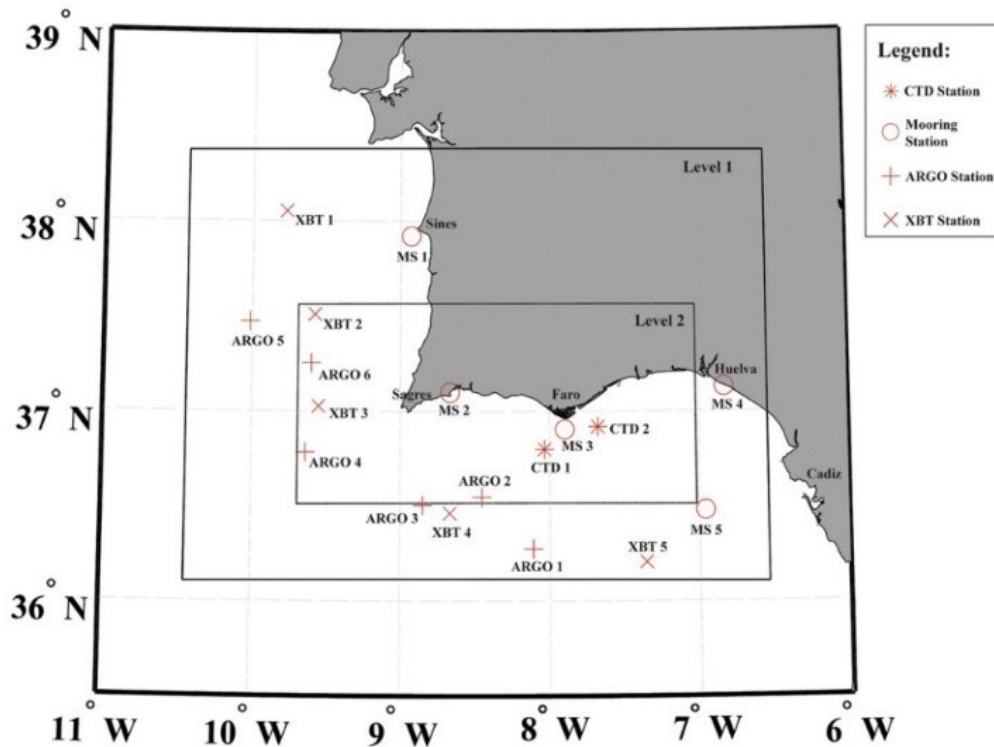 39° N
Legend:
CTD Station
Mooring
Station
ARGO Station
XBT Station
Level 1
38° N
XBT 1
Sines
MS 1
Level 2
XBT 2
ARGO 5
ARGO 6
Huelva
37° N
Sagres
Faro
XBT 3
MS 2
MS 4
CTD 2
MS 3
ARGO 4
CTD 1
Cadiz
ARGO 2
ARGO 3
XBT 4
MS 5
XBT 5
ARGO 1
36° N
11° W
10° W
9° W
8° W
7° W
6° W